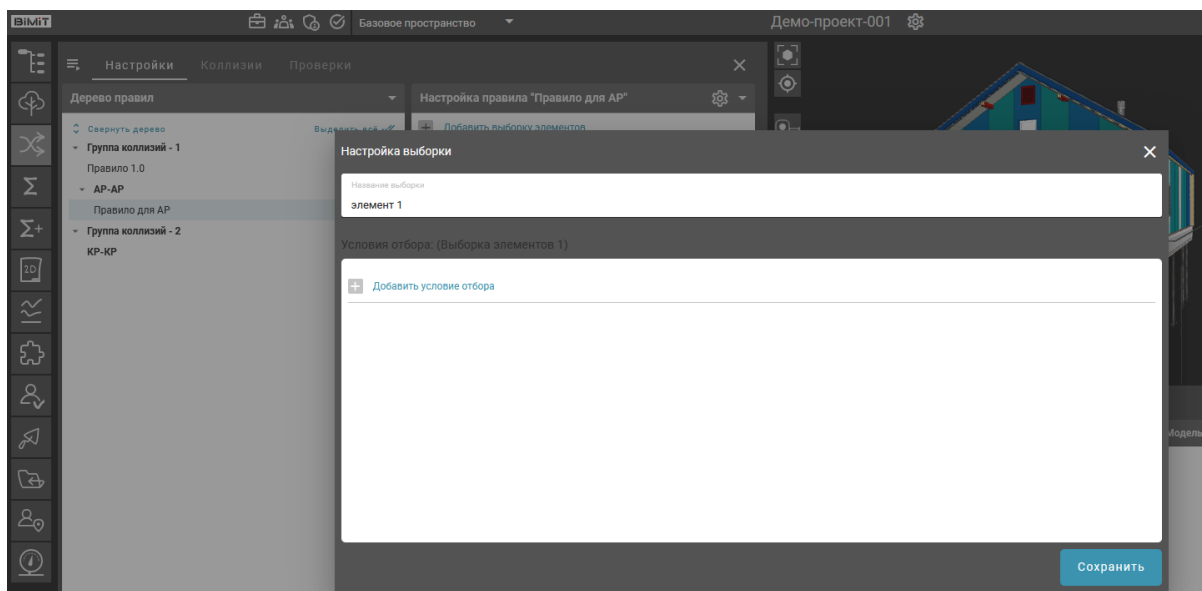 BIMIT
Базовое пространство
Демо-проект-001
Настройки Коллизии Проверки
Дерево правил
Настройка правила "Правило для АР"
Свернуть дерево
Выделить всё
Добавить выборку элементов
Группа коллизий - 1
Правило 1.0
АР-АР
Правило для АР
Группа коллизий - 2
КР-КР
Настройка выборки
Название выборки
элемент 1
Условия отбора: (Выборка элементов 1)
Добавить условие отбора
Сохранить
Модель
Σ
Σ+
2D